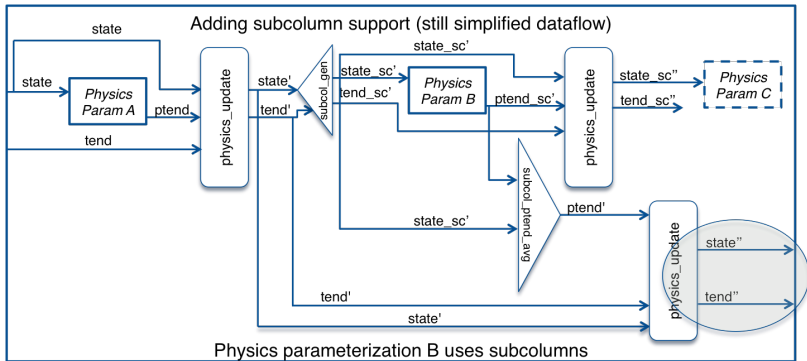 Adding subcolumn support (still simplified dataflow)
state
state
Physics
Param A
ptend
tend
physics_update
state'
tend'
subcol_gen
state_sc’
state_sc’
tend_sc’
Physics
Param B
ptend_sc’
physics_update
state_sc’’
tend_sc’’
Physics
Param C
state_sc’
subcol_ptend_avg
ptend’
physics_update
state’’
tend’’
tend'
state'
Physics parameterization B uses subcolumns